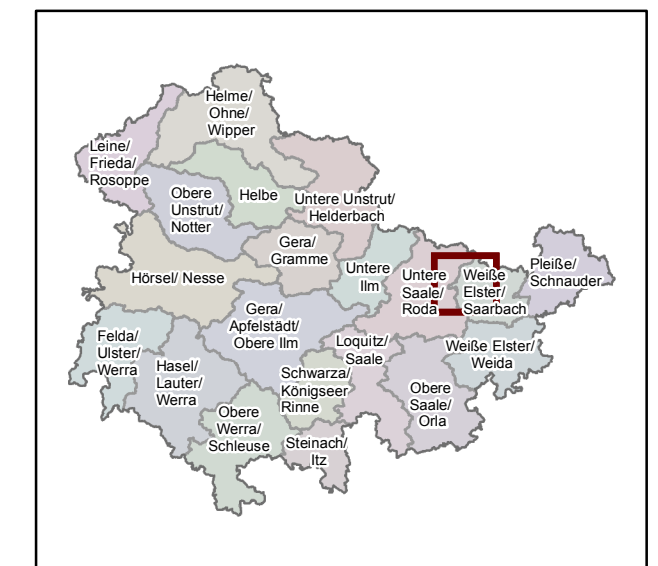 Helme/
Ohne/
Wipper
Leine/
Frieda/
Rosoppe
Obere
Unstrut/
Notter
Helbe
Untere Unstrut/
Helderbach
Gera/
Gramme
Hörsel/ Nesse
Untere
Ilm
Untere
Saale/
Roda
Weiße
Elster/
Saarbach
Pleiße/
Schnauder
Gera/
Apfelstädt/
Obere Ilm
Felda/
Ulster/
Werra
Hasel/
Lauter/
Werra
Loquitz/
Saale
Weiße Elster/
Weida
Schwarza/
Königseer
Rinne
Obere
Saale/
Orla
Obere
Werra/
Schleuse
Steinach/
Itz